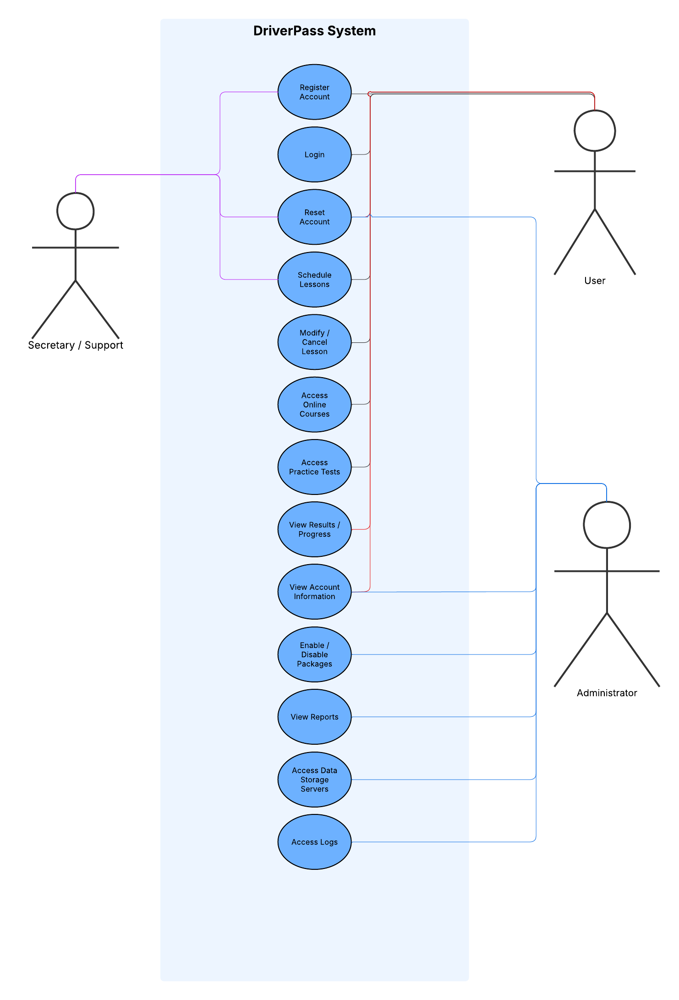 DriverPass System
Register
Account
Login
Reset
Account
Schedule
Lessons
Modify /
Cancel
Lesson
Access
Online
Courses
Access
Practice Tests
View Results /
Progress
View Account
Information
Enable /
Disable
Packages
View Reports
Access Data
Storage
Servers
Access Logs
Secretary / Support
User
Administrator